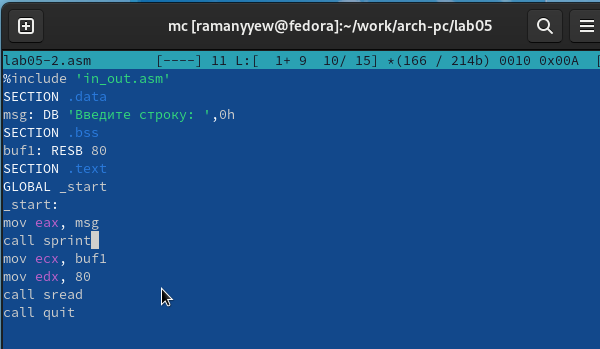 mc [ramanyyew@fedora]:~/work/arch-pc/lab05
lab05-2.asm [----] 11 L:[ 1+ 9 10/ 15] *(166 / 214b) 0010 0x00A [
%include 'in_out.asm'
SECTION .data
msg: DB 'Введите строку: ',0h
SECTION .bss
buf1: RESB 80
SECTION .text
GLOBAL _start
_start:
mov eax, msg
call sprint
mov ecx, buf1
mov edx, 80
call sread
call quit